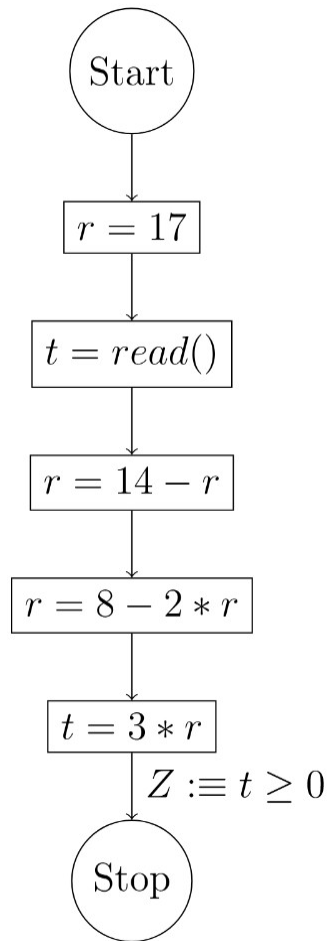 Start
r = 17
t = read()
r = 14 − r
r = 8 − 2 ∗ r
t = 3 ∗ r
Z :≡ t ≥ 0
Stop